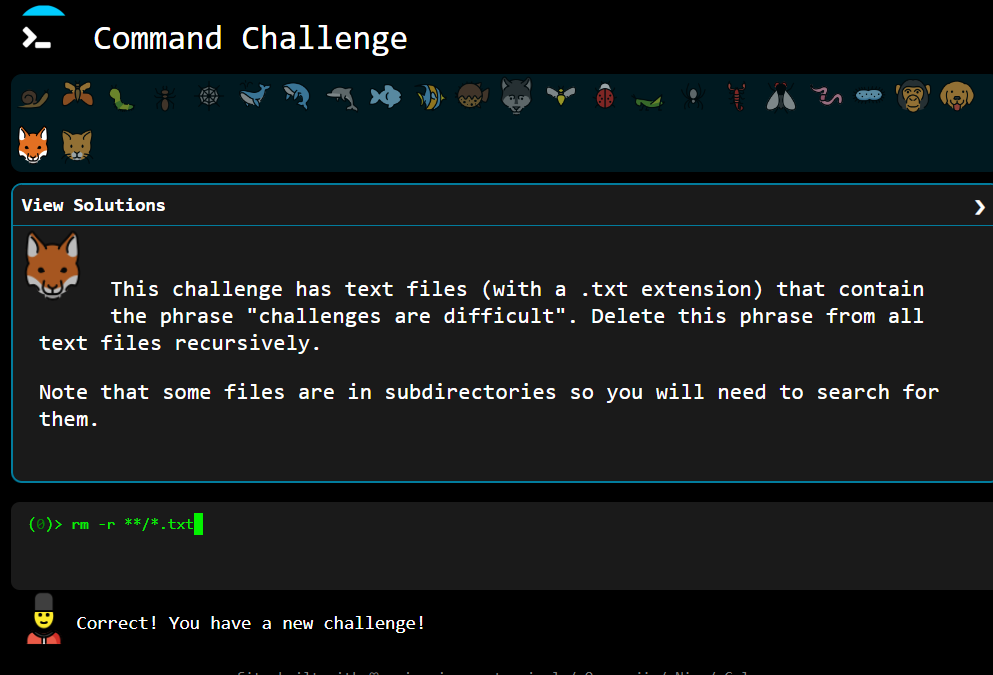 Command Challenge
View Solutions
This challenge has text files (with a .txt extension) that contain
the phrase "challenges are difficult". Delete this phrase from all
text files recursively.
Note that some files are in subdirectories so you will need to search for
them.
(0)> rm -r **/*.txt
Correct! You have a new challenge!